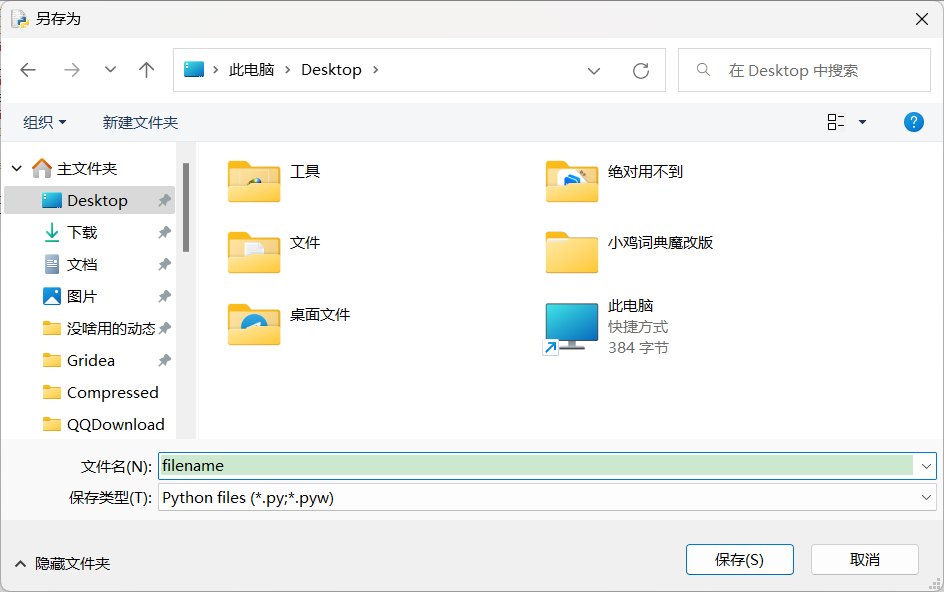 另存为
此电脑
Desktop
在 Desktop 中搜索
组织
新建文件夹
?
主文件夹
Desktop
下载
文档
图片
没啥用的动态
Gridea
Compressed
QQDownload
工具
绝对用不到
文件
小鸡词典魔改版
桌面文件
此电脑
快捷方式
384 字节
文件名(N): filename
保存类型(T): Python files (*.py;*.pyw)
隐藏文件夹
保存(S)
取消